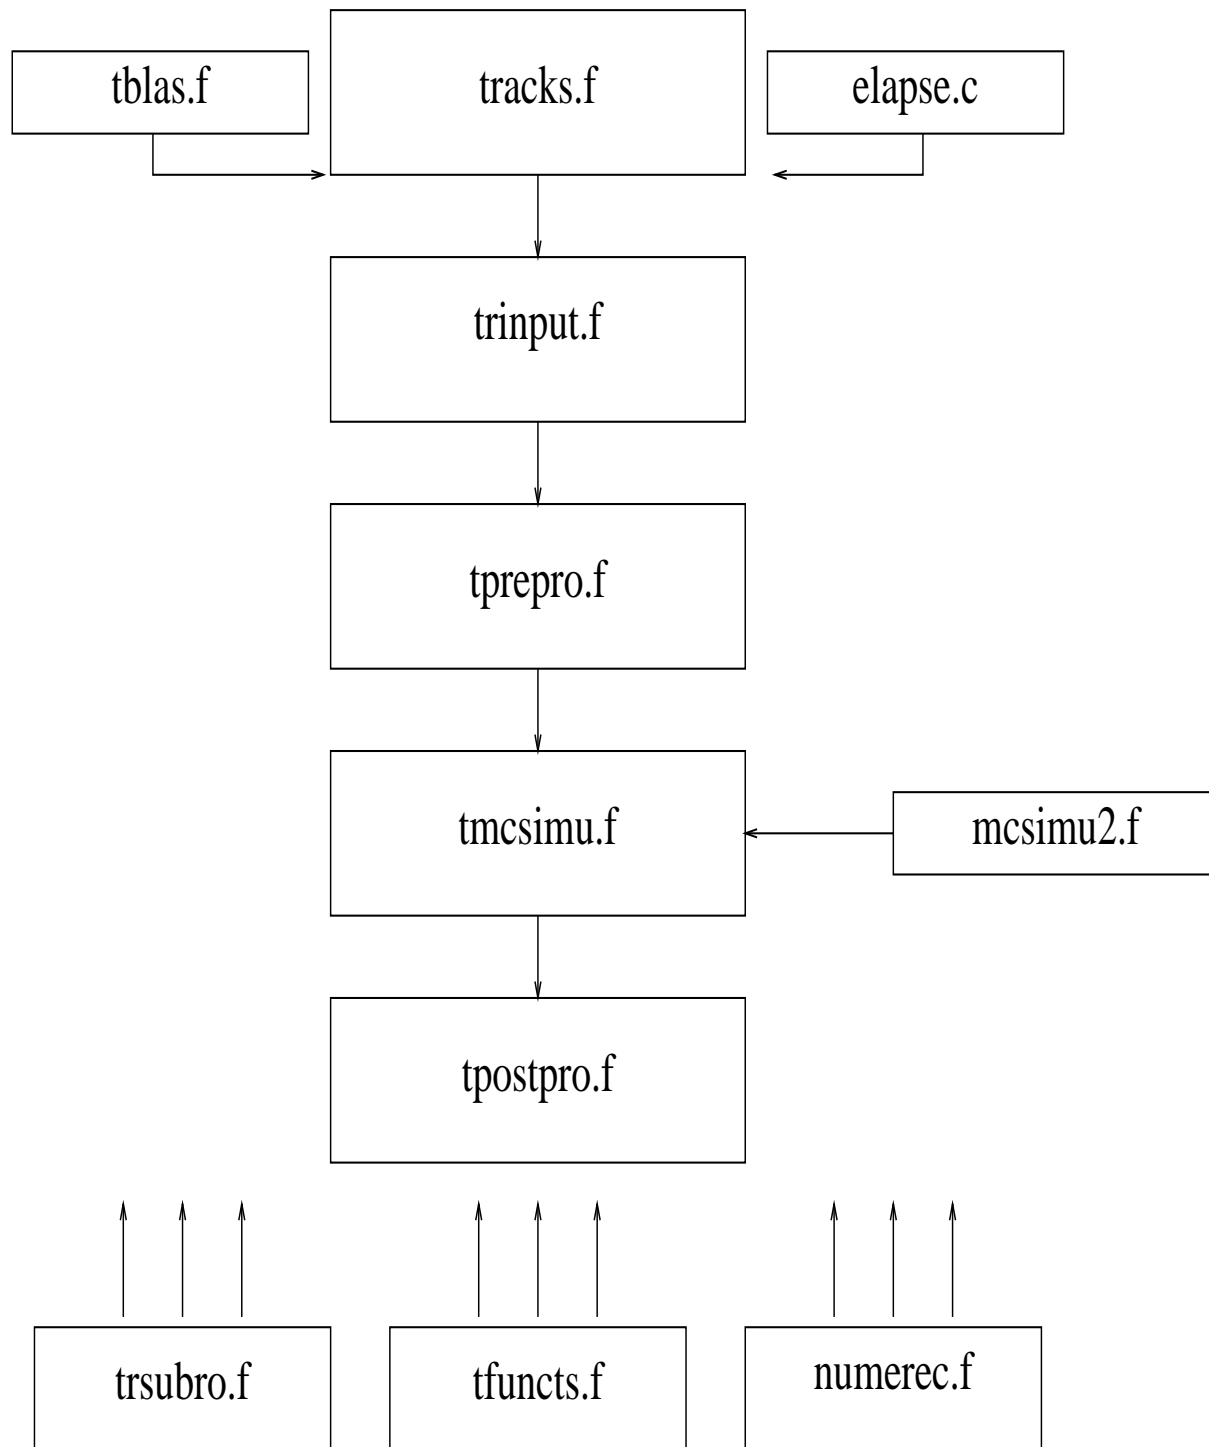 tblas.f
tracks.f
elapse.c
trinput.f
tprepro.f
tmcsimu.f
mcsimu2.f
tpostpro.f
trsubro.f
tfuncts.f
numerec.f